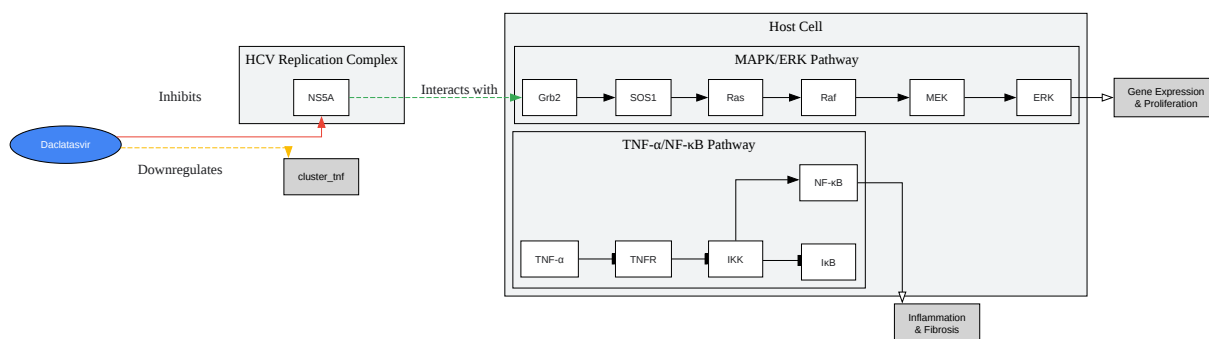 Host Cell
HCV Replication Complex
MAPK/ERK Pathway
Inhibits
NS5A
Interacts with
Grb2
SOS1
Ras
Raf
MEK
ERK
Gene Expression
& Proliferation
Daclatasvir
Downregulates
cluster_tnf
TNF-α/NF-κB Pathway
NF-κB
TNF-α
TNFR
IKK
IκB
Inflammation
& Fibrosis